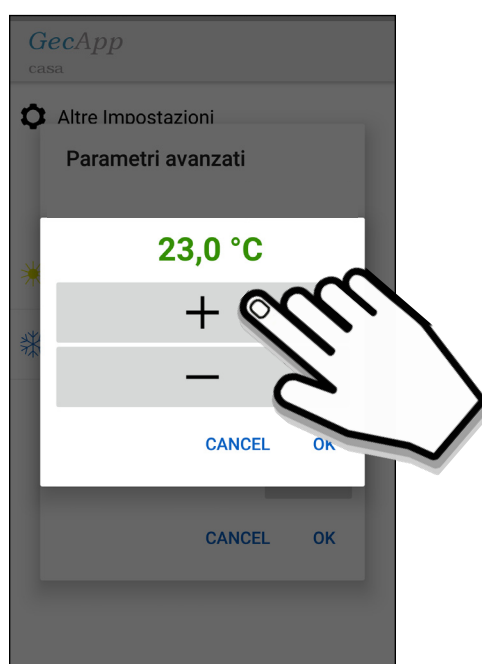 GecApp
casa
Altre Impostazioni
Parametri avanzati
23,0 °C
+
−
CANCEL OK
CANCEL OK